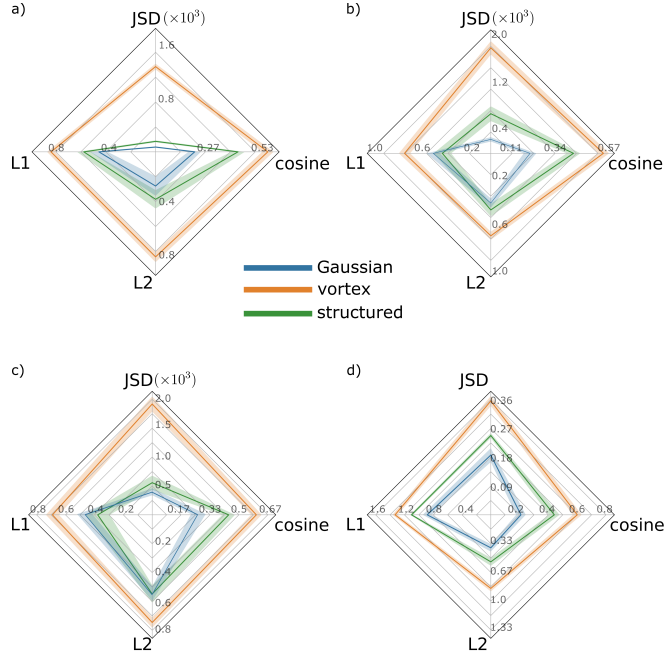 a)
JSD (×10³)
1.6
0.8
L1
0.8
0.4
0.27
0.53
cosine
0.4
0.8
L2
b)
JSD (×10³)
2.0
1.2
0.4
L1
1.0
0.6
0.2
0.11
0.34
0.57
cosine
0.2
0.6
1.0
L2
Gaussian
vortex
structured
c)
JSD (×10³)
2.0
1.5
1.0
0.5
L1
0.8
0.6
0.4
0.2
0.17
0.33
0.5
0.67
cosine
0.2
0.4
0.6
0.8
L2
d)
JSD
0.36
0.27
0.18
0.09
L1
1.6
1.2
0.8
0.4
0.2
0.4
0.6
0.8
cosine
0.33
0.67
1.0
1.33
L2